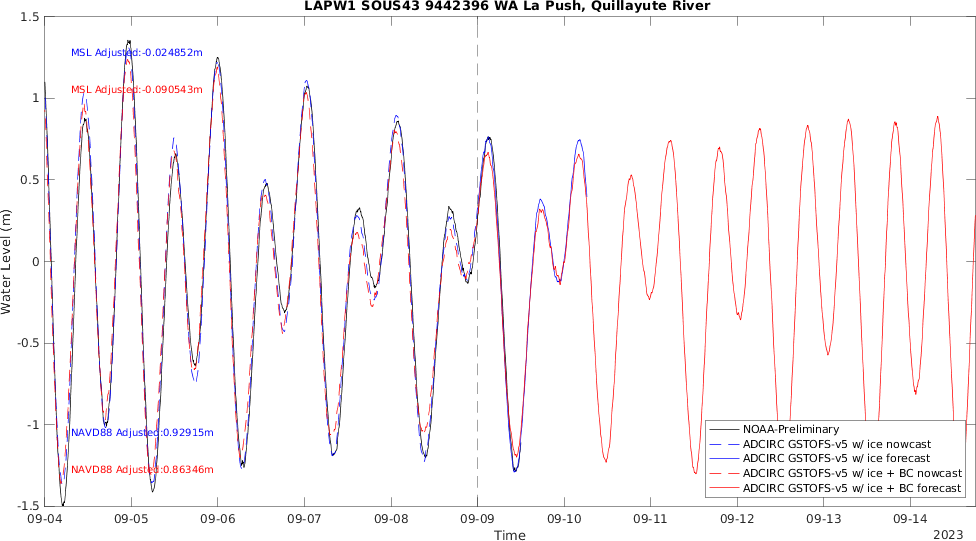 LAPW1 SOUS43 9442396 WA La Push, Quillayute River
1.5
1
0.5
0
-0.5
-1
-1.5
Water Level (m)
MSL Adjusted:-0.024852m
MSL Adjusted:-0.090543m
NAVD88 Adjusted:0.92915m
NAVD88 Adjusted:0.86346m
NOAA-Preliminary
ADCIRC GSTOFS-v5 w/ ice nowcast
ADCIRC GSTOFS-v5 w/ ice forecast
ADCIRC GSTOFS-v5 w/ ice + BC nowcast
ADCIRC GSTOFS-v5 w/ ice + BC forecast
09-04 09-05 09-06 09-07 09-08 09-09 09-10 09-11 09-12 09-13 09-14
Time
2023